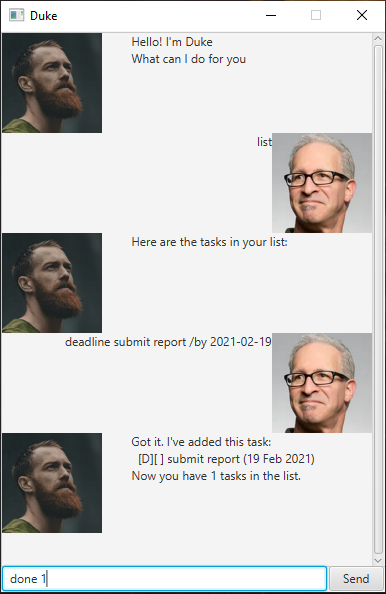 Duke
Hello! I'm Duke
What can I do for you
list
Here are the tasks in your list:
deadline submit report /by 2021-02-19
Got it. I've added this task:
[D][ ] submit report (19 Feb 2021)
Now you have 1 tasks in the list.
done 1
Send